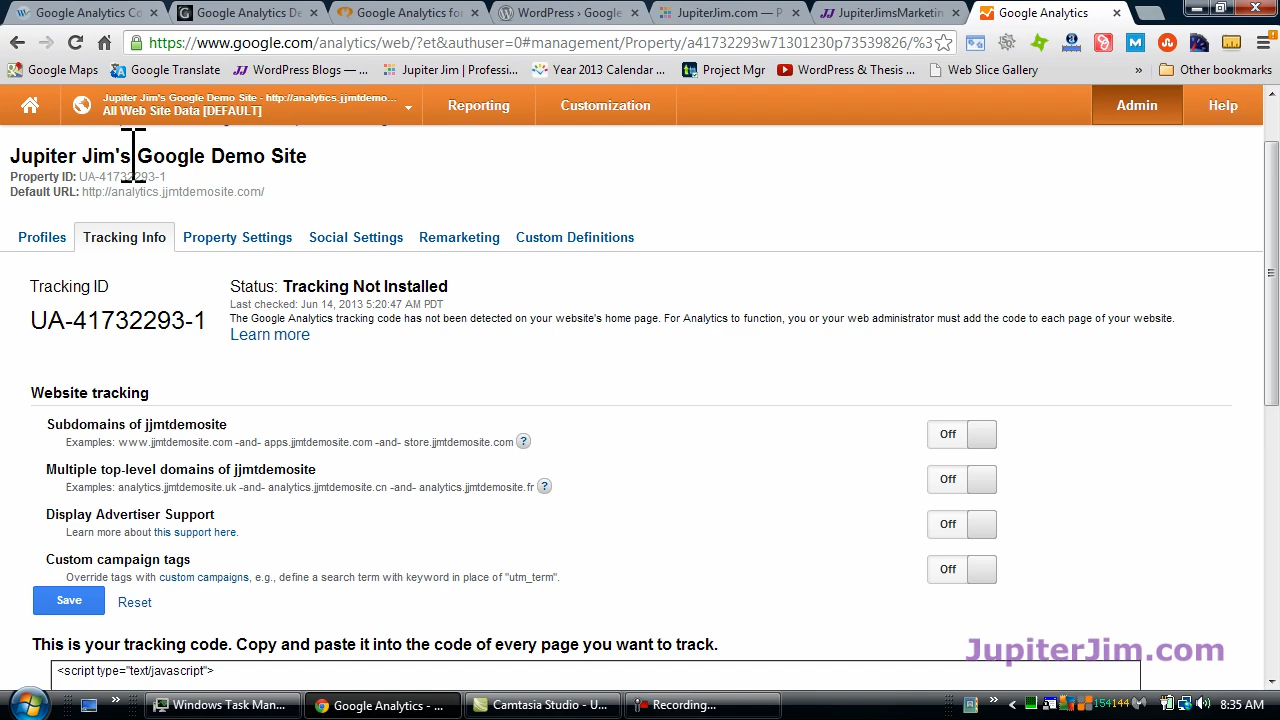 Google Analytics Co
Google Analytics De
Google Analytics for
WordPress › Google
JupiterJim.com — P
JupiterJimsMarketin
Google Analytics
https://www.google.com/analytics/web/?et&authuser=0#management/Property/a41732293w71301230p73539826/%3
Google Maps
Google Translate
WordPress Blogs — ...
Jupiter Jim | Profess...
Year 2013 Calendar ...
Project Mgr
WordPress & Thesis ...
Web Slice Gallery
»
Other bookmarks
Jupiter Jim's Google Demo Site - http://analytics.jjmtdemo...
All Web Site Data [DEFAULT]
Reporting
Customization
Admin
Help
Jupiter Jim's Google Demo Site
Property ID: UA-41732293-1
Default URL: http://analytics.jjmtdemosite.com/
Profiles
Tracking Info
Property Settings
Social Settings
Remarketing
Custom Definitions
Tracking ID
UA-41732293-1
Status: Tracking Not Installed
Last checked: Jun 14, 2013 5:20:47 AM PDT
The Google Analytics tracking code has not been detected on your website's home page. For Analytics to function, you or your web administrator must add the code to each page of your website.
Learn more
Website tracking
Subdomains of jjmtdemosite
Examples: www.jjmtdemosite.com -and- apps.jjmtdemosite.com -and- store.jjmtdemosite.com ?
Off
Multiple top-level domains of jjmtdemosite
Examples: analytics.jjmtdemosite.uk -and- analytics.jjmtdemosite.cn -and- analytics.jjmtdemosite.fr ?
Off
Display Advertiser Support
Learn more about this support here.
Off
Custom campaign tags
Override tags with custom campaigns, e.g., define a search term with keyword in place of "utm_term".
Off
Save
Reset
This is your tracking code. Copy and paste it into the code of every page you want to track.
<script type="text/javascript">
JupiterJim.com
»
Windows Task Man...
Google Analytics - ...
Camtasia Studio - U...
Recording...
»
154 144
8:35 AM